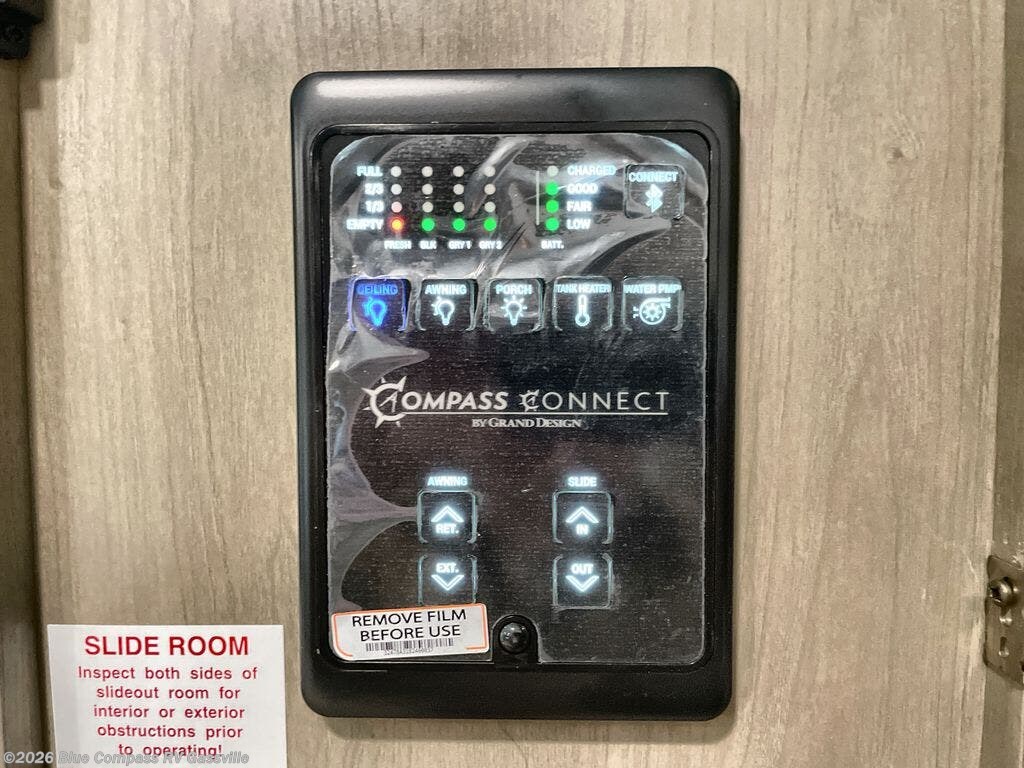 FULL CHARGED
2/3 GOOD
1/3 FAIR
EMPTY LOW
FRESH BLK GRY 1 GRY 2 BATT.
CONNECT
CEILING AWNING PORCH TANK HEATER WATER PMP
COMPASS CONNECT
BY GRAND DESIGN
AWNING SLIDE
RET. IN
EXT. OUT
REMOVE FILM
BEFORE USE
SLIDE ROOM
Inspect both sides of
slideout room for
interior or exterior
obstructions prior
to operating!
©2026 Blue Compass RV Gassville